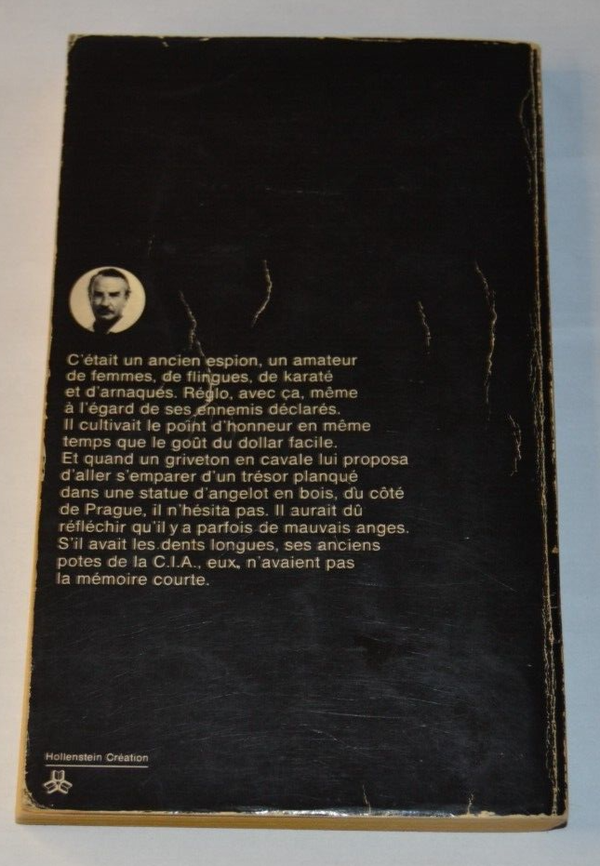 C'était un ancien espion, un amateur
de femmes, de flingues, de karaté
et d'arnaques. Réglo, avec ça, même
à l'égard de ses ennemis déclarés.
Il cultivait le point d'honneur en même
temps que le goût du dollar facile.
Et quand un griveton en cavale lui proposa
d'aller s'emparer d'un trésor planqué
dans une statue d'angelot en bois, du côté
de Prague, il n'hésita pas. Il aurait dû
réfléchir qu'il y a parfois de mauvais anges.
S'il avait les dents longues, ses anciens
potes de la C.I.A., eux, n'avaient pas
la mémoire courte.
Hollenstein Création